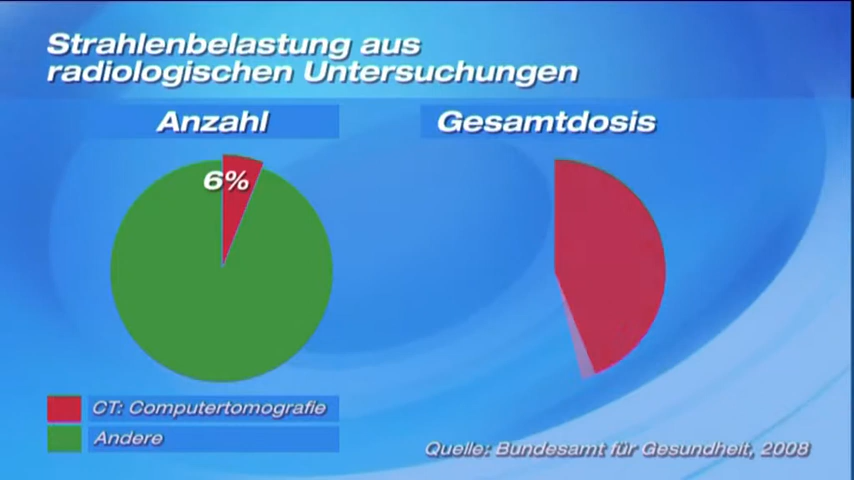 Strahlenbelastung aus
radiologischen Untersuchungen
Anzahl
Gesamtdosis
6%
CT: Computertomografie
Andere
Quelle: Bundesamt für Gesundheit, 2008